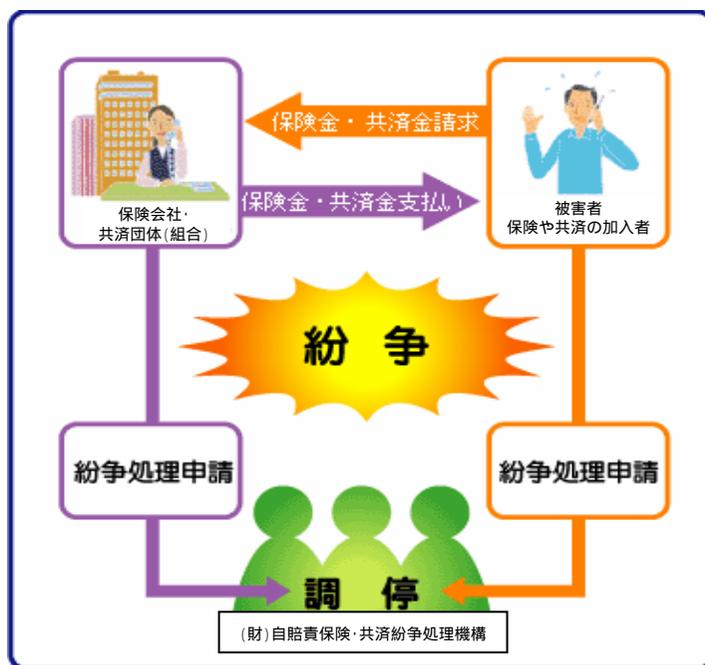 保険金・共済金請求
保険金・共済金支払い
保険会社・
共済団体(組合)
被害者
保険や共済の加入者
紛争
紛争処理申請
紛争処理申請
調停
(財)自賠責保険・共済紛争処理機構